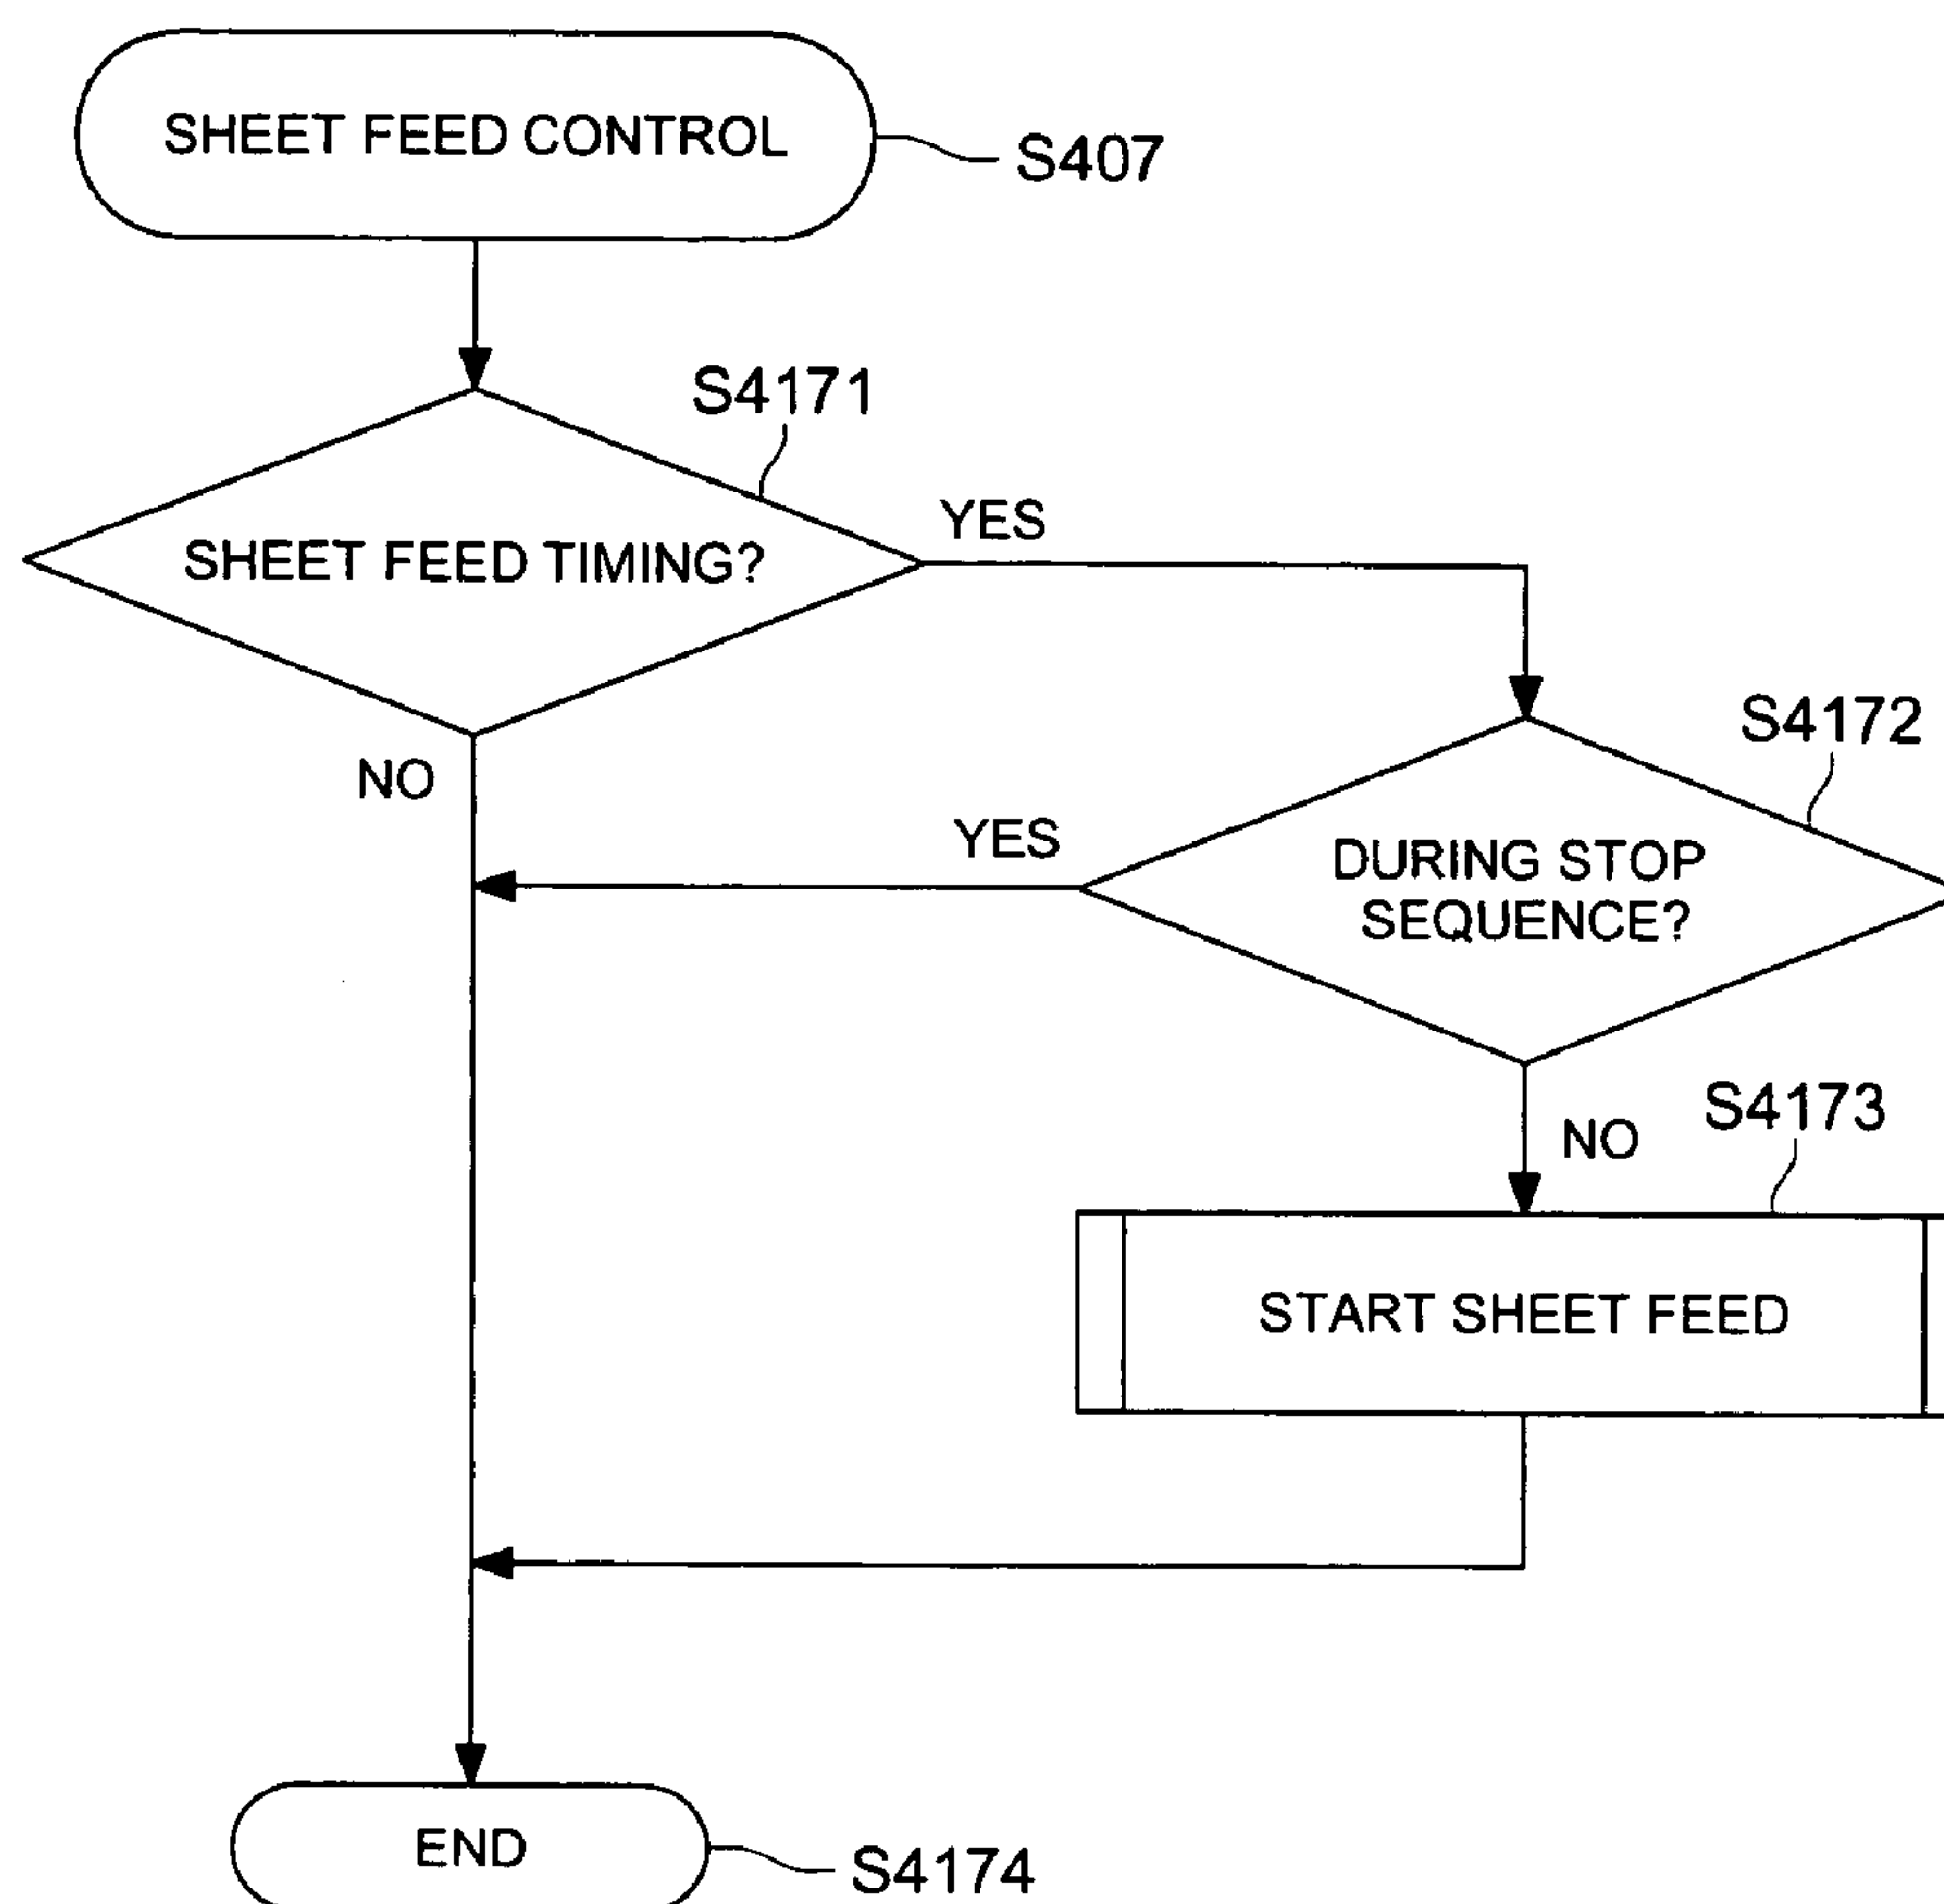 SHEET FEED CONTROL
S407
S4171
SHEET FEED TIMING?
YES
NO
S4172
YES
DURING STOP
SEQUENCE?
NO
S4173
START SHEET FEED
END
S4174